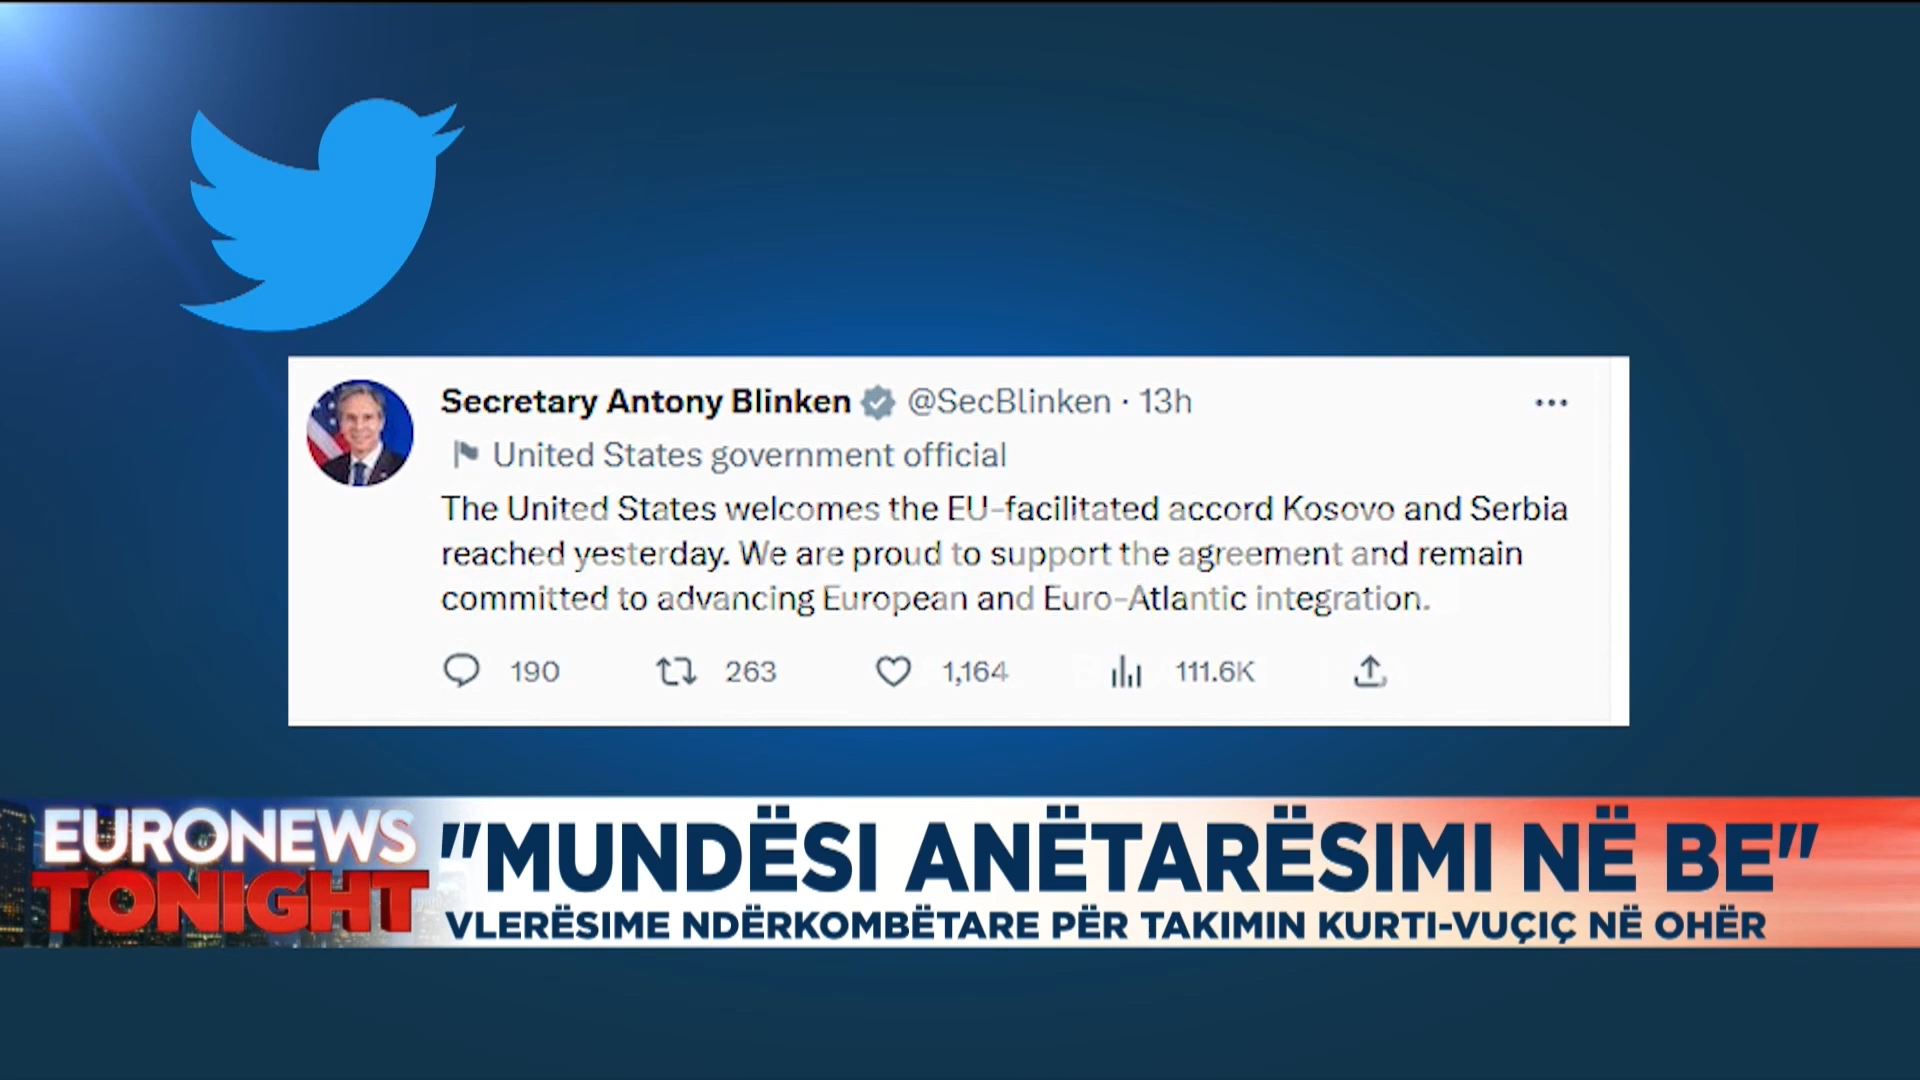 Secretary Antony Blinken @SecBlinken · 13h
United States government official
The United States welcomes the EU-facilitated accord Kosovo and Serbia
reached yesterday. We are proud to support the agreement and remain
committed to advancing European and Euro-Atlantic integration.
190 263 1,164 111.6K
EURONEWS
TONIGHT
"MUNDËSI ANËTARËSIMI NË BE"
VLERËSIME NDËRKOMBËTARE PËR TAKIMIN KURTI-VUÇIÇ NË OHËR